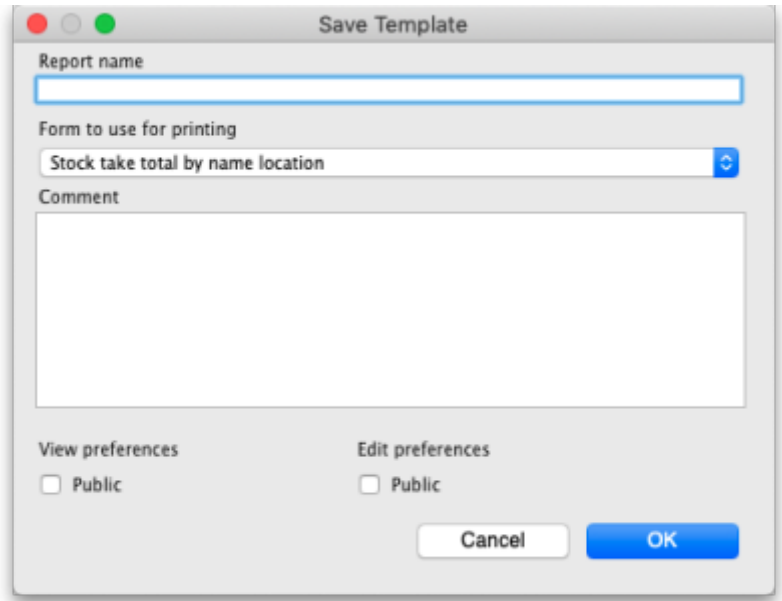 Save Template
Report name
Form to use for printing
Stock take total by name location
Comment
View preferences Edit preferences
Public Public
Cancel OK